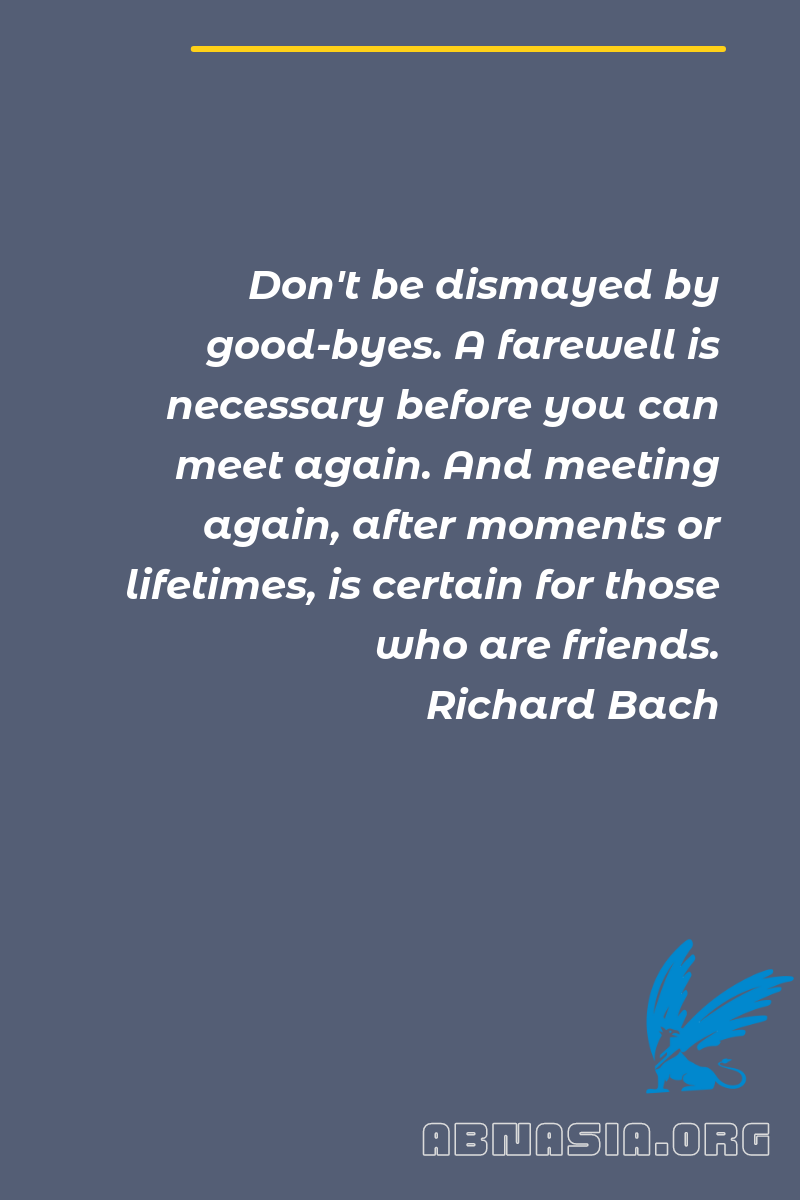 Don't be dismayed by
good-byes. A farewell is
necessary before you can
meet again. And meeting
again, after moments or
lifetimes, is certain for those
who are friends.
Richard Bach
ABNASIA.ORG